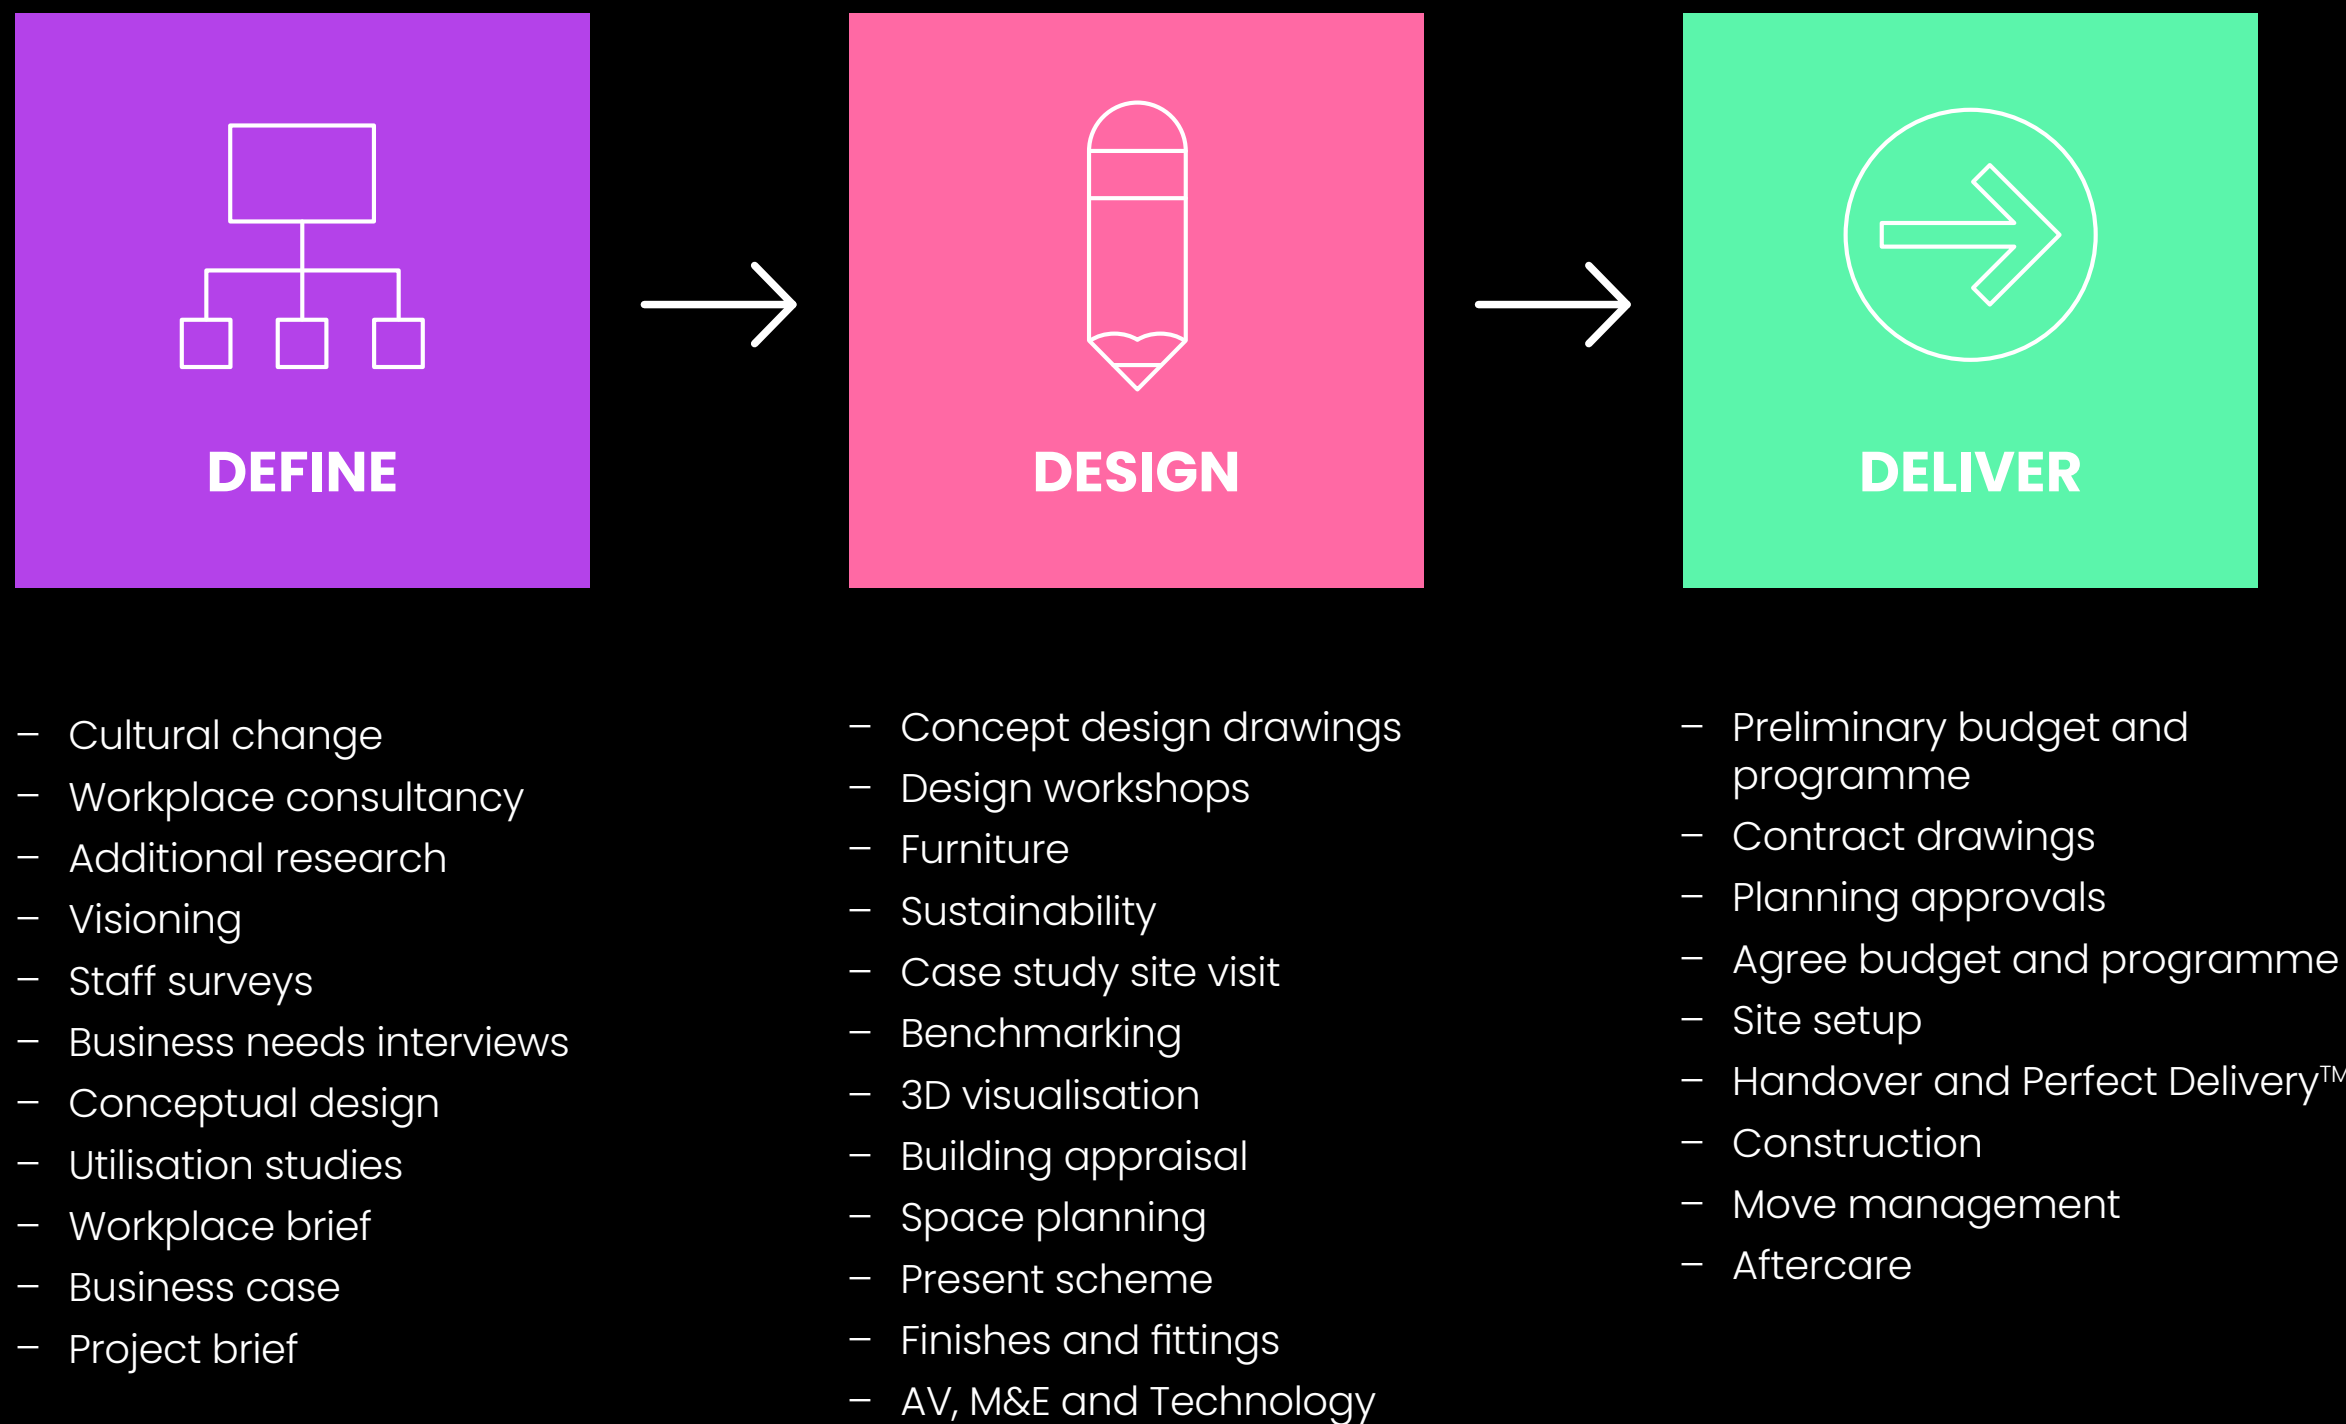 DEFINE
– Cultural change
– Workplace consultancy
– Additional research
– Visioning
– Staff surveys
– Business needs interviews
– Conceptual design
– Utilisation studies
– Workplace brief
– Business case
– Project brief
DESIGN
– Concept design drawings
– Design workshops
– Furniture
– Sustainability
– Case study site visit
– Benchmarking
– 3D visualisation
– Building appraisal
– Space planning
– Present scheme
– Finishes and fittings
– AV, M&E and Technology
DELIVER
– Preliminary budget and
programme
– Contract drawings
– Planning approvals
– Agree budget and programme
– Site setup
– Handover and Perfect Delivery™
– Construction
– Move management
– Aftercare